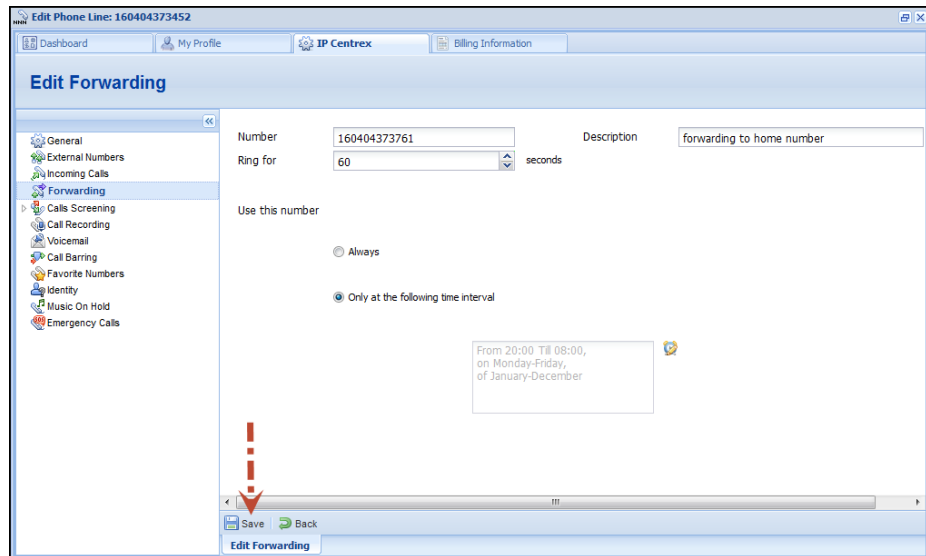 NNN Edit Phone Line: 160404373452
Dashboard My Profile IP Centrex Billing Information
Edit Forwarding
General
External Numbers
Incoming Calls
Forwarding
Calls Screening
Call Recording
Voicemail
Call Barring
Favorite Numbers
Identity
Music On Hold
Emergency Calls
Number 160404373761 Description forwarding to home number
Ring for 60 seconds
Use this number
Always
Only at the following time interval
From 20:00 Till 08:00,
on Monday-Friday,
of January-December
Save Back
Edit Forwarding